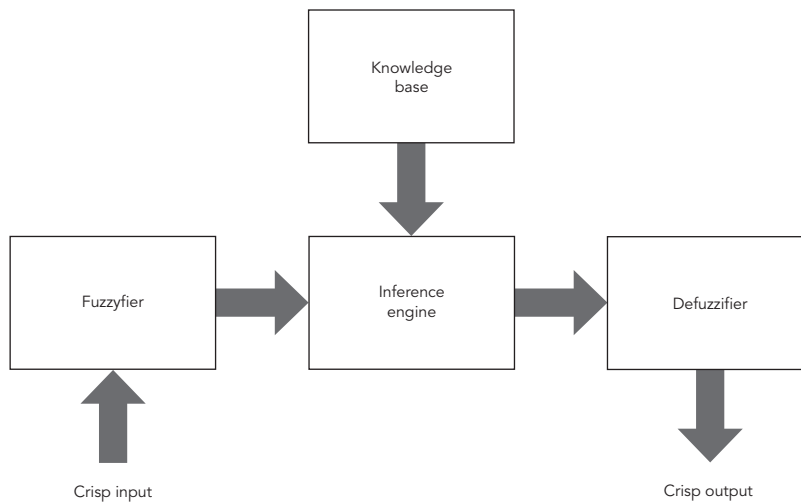 Knowledge
base
Fuzzyfier
Inference
engine
Defuzzifier
Crisp input
Crisp output